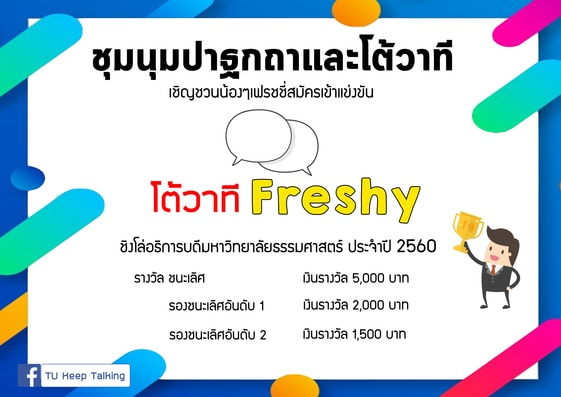 ชุมนุมปาฐกถาและโต้วาที
เชิญชวนน้องๆเฟรชชี่สมัครเข้าแข่งขัน
โต้วาที Freshy
ชิงโล่อธิการบดีมหาวิทยาลัยธรรมศาสตร์ ประจำปี 2560
รางวัล ชนะเลิศ เงินรางวัล 5,000 บาท
รองชนะเลิศอันดับ 1 เงินรางวัล 2,000 บาท
รองชนะเลิศอันดับ 2 เงินรางวัล 1,500 บาท
TU Keep Talking